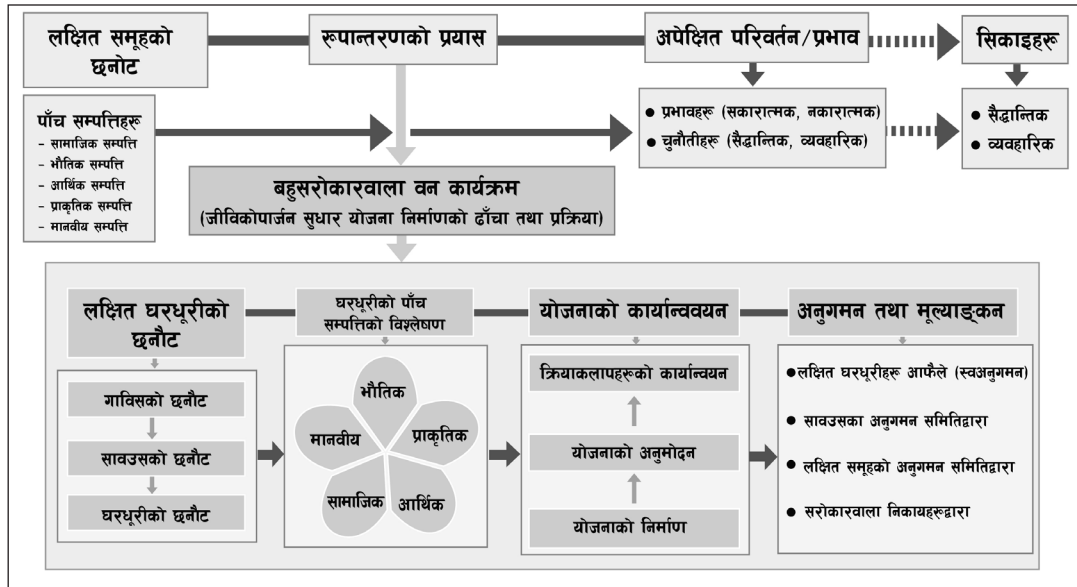 लक्षित समूहको
छनोट
रूपान्तरणको प्रयास
अपेक्षित परिवर्तन/प्रभाव
सिकाइहरू
पाँच सम्पत्तिहरू
– सामाजिक सम्पत्ति
– भौतिक सम्पत्ति
– आर्थिक सम्पत्ति
– प्राकृतिक सम्पत्ति
– मानवीय सम्पत्ति
● प्रभावहरू (सकारात्मक, नकारात्मक)
● चुनौतीहरू (सैद्धान्तिक, व्यवहारिक)
● सैद्धान्तिक
● व्यवहारिक
बहुसरोकारवाला वन कार्यक्रम
(जीविकोपार्जन सुधार योजना निर्माणको ढाँचा तथा प्रक्रिया)
लक्षित घरधूरीको
छनौट
गाविसको छनौट
सावउसको छनौट
घरधूरीको छनौट
घरधूरीको पाँच
सम्पत्तिको विश्लेषण
भौतिक
मानवीय
प्राकृतिक
सामाजिक
आर्थिक
योजनाको कार्यान्ववयन
क्रियाकलापहरूको कार्यान्वयन
योजनाको अनुमोदन
योजनाको निर्माण
अनुगमन तथा मूल्याङ्कन
● लक्षित घरधूरीहरू आफैले (स्वअनुगमन)
● सावउसका अनुगमन समितिद्वारा
● लक्षित समूहको अनुगमन समितिद्वारा
● सरोकारवाला निकायहरूद्वारा